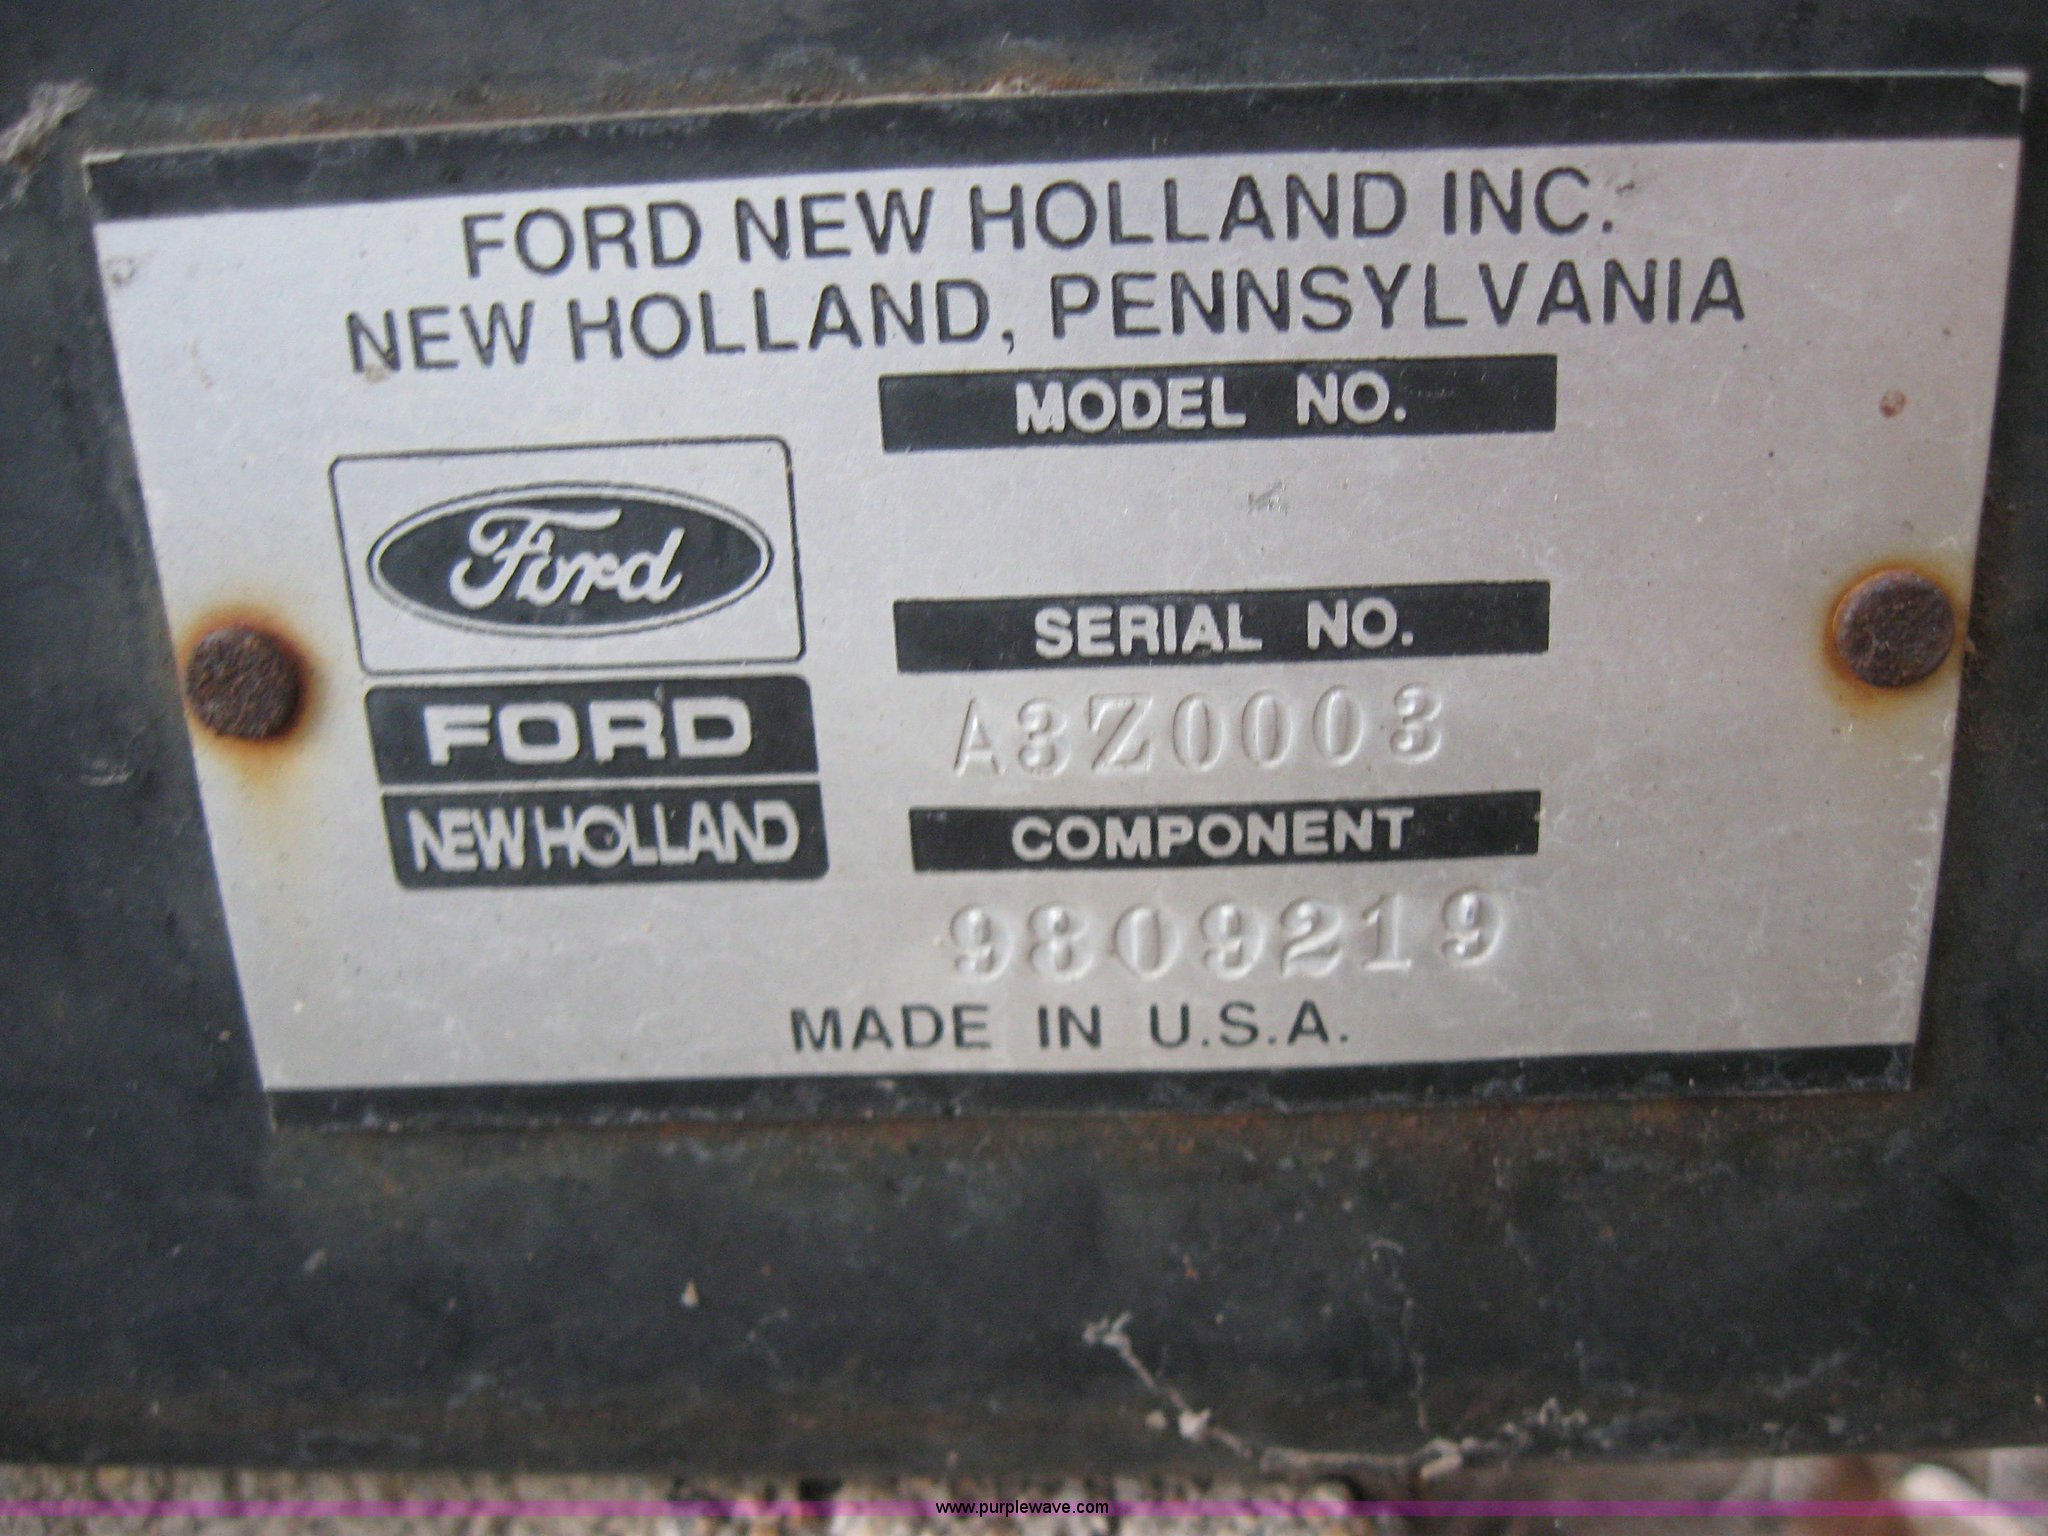 FORD NEW HOLLAND INC.
NEW HOLLAND, PENNSYLVANIA
MODEL NO.
Ford
FORD
NEW HOLLAND
SERIAL NO.
A3Z0003
COMPONENT
9809219
MADE IN U.S.A.
www.purplewave.com